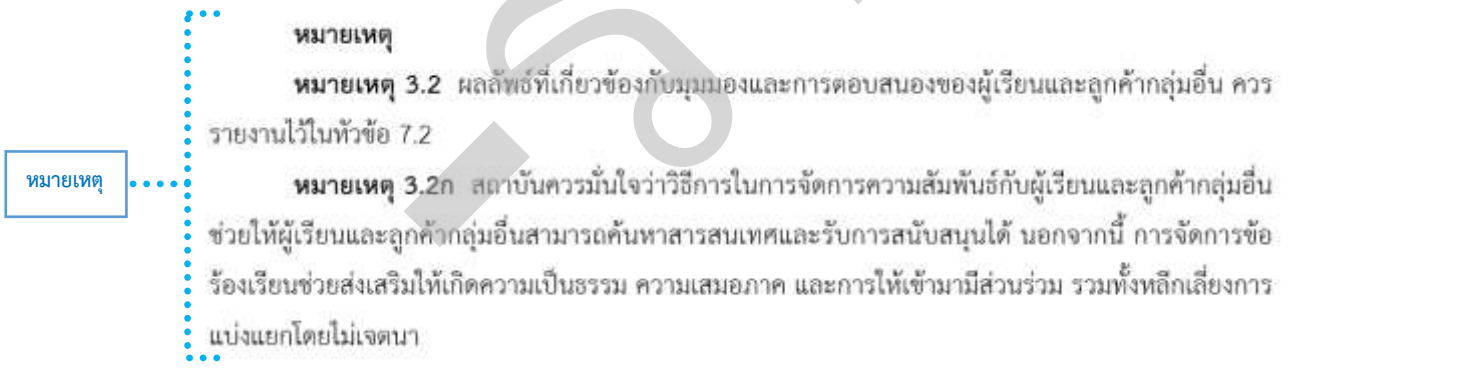 หมายเหตุ
หมายเหตุ 3.2 ผลลัพธ์ที่เกี่ยวข้องกับมุมมองและการตอบสนองของผู้เรียนและลูกค้ากลุ่มอื่น ควร
รายงานไว้ในหัวข้อ 7.2
หมายเหตุ
หมายเหตุ 3.2ก สถาบันควรมั่นใจว่าวิธีการในการจัดการความสัมพันธ์กับผู้เรียนและลูกค้ากลุ่มอื่น
ช่วยให้ผู้เรียนและลูกค้ากลุ่มอื่นสามารถค้นหาสารสนเทศและรับการสนับสนุนได้ นอกจากนี้ การจัดการข้อ
ร้องเรียนช่วยส่งเสริมให้เกิดความเป็นธรรม ความเสมอภาค และการให้เข้ามามีส่วนร่วม รวมทั้งหลีกเลี่ยงการ
แบ่งแยกโดยไม่เจตนา